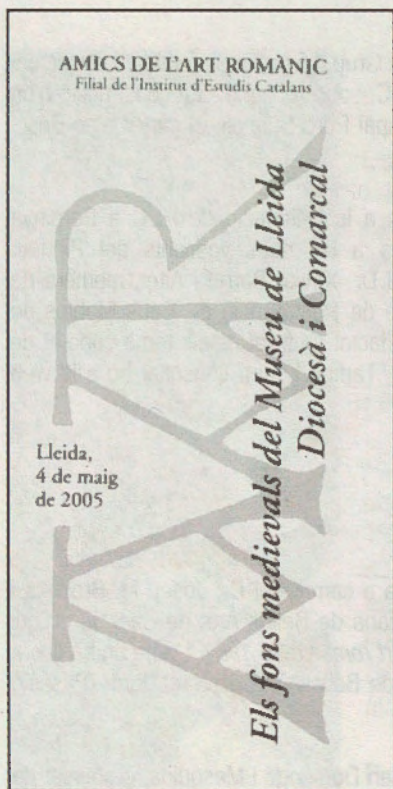 AMICS DE L'ART ROMÀNIC
Filial de l'Institut d'Estudis Catalans
Els fons medievals del Museu de Lleida
Diocesà i Comarcal
Lleida,
4 de maig
de 2005